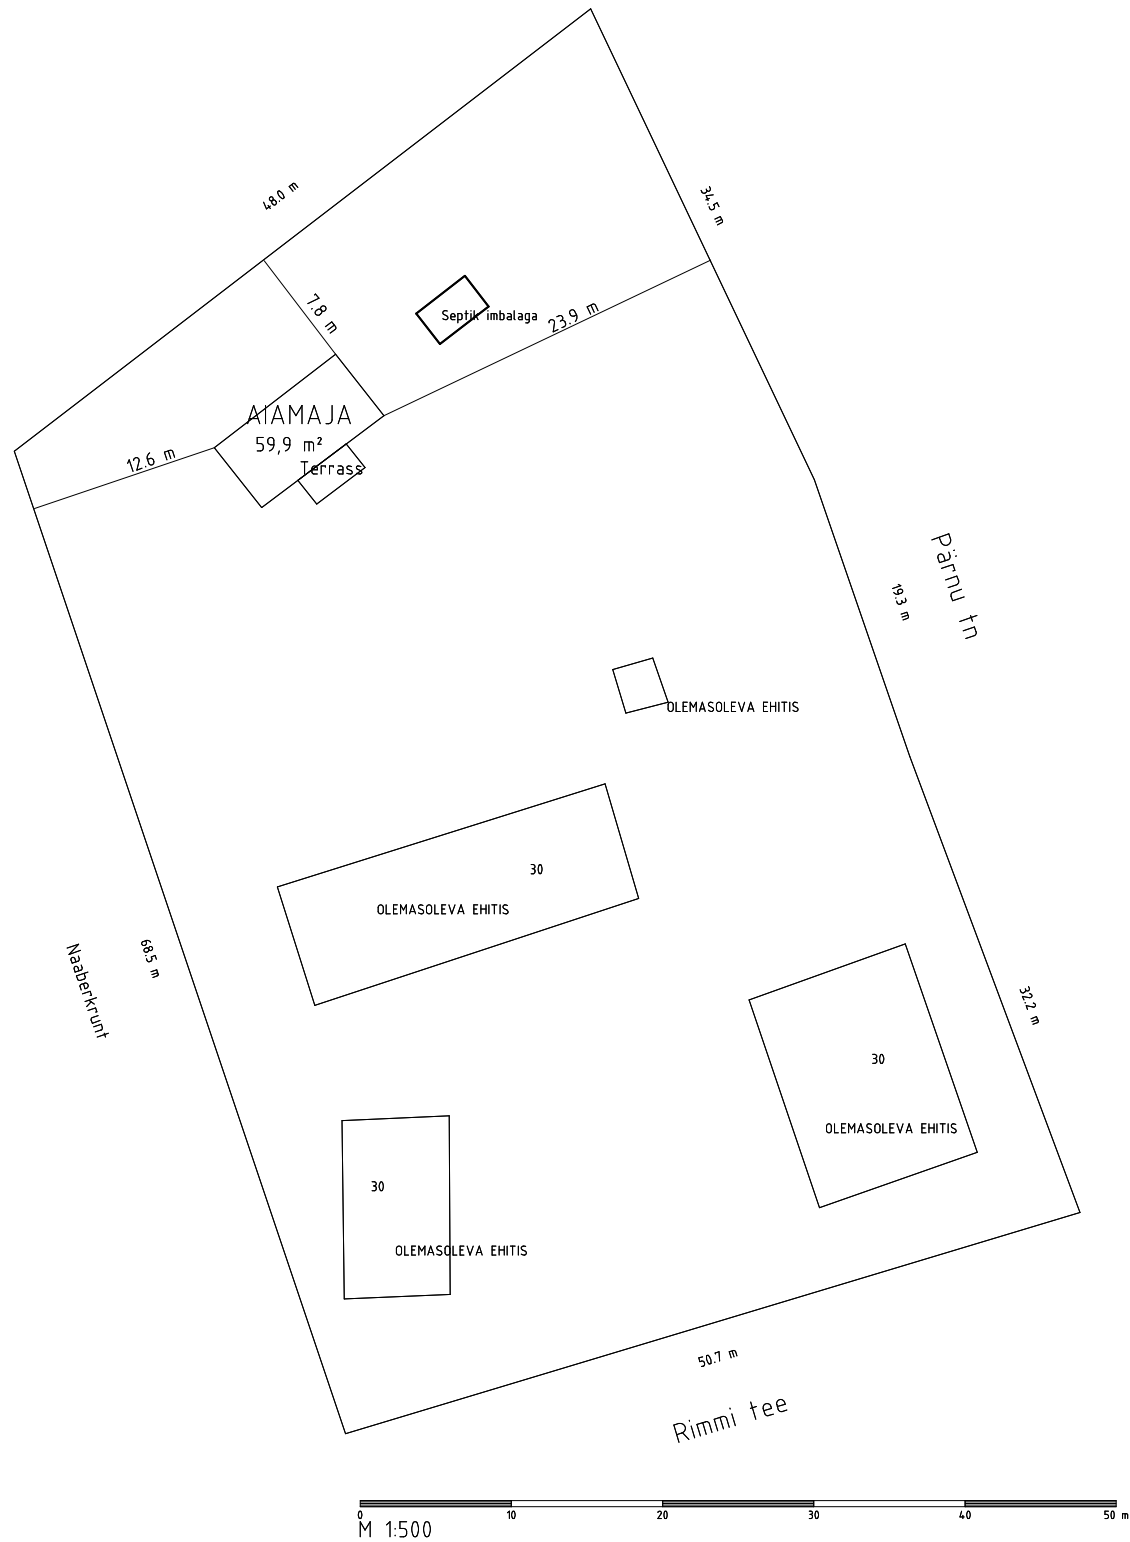 48.0 m
34.5 m
7.8 m
Septik imbalaga
23.9 m
AIAMAJA
59,9 m²
Terrass
12.6 m
Pärnu tn
19.3 m
OLEMASOLEVA EHITIS
30
OLEMASOLEVA EHITIS
68.5 m
Naaberkrunt
32.2 m
30
OLEMASOLEVA EHITIS
30
OLEMASOLEVA EHITIS
50.7 m
Rimmi tee
0 10 20 30 40 50 m
M 1:500